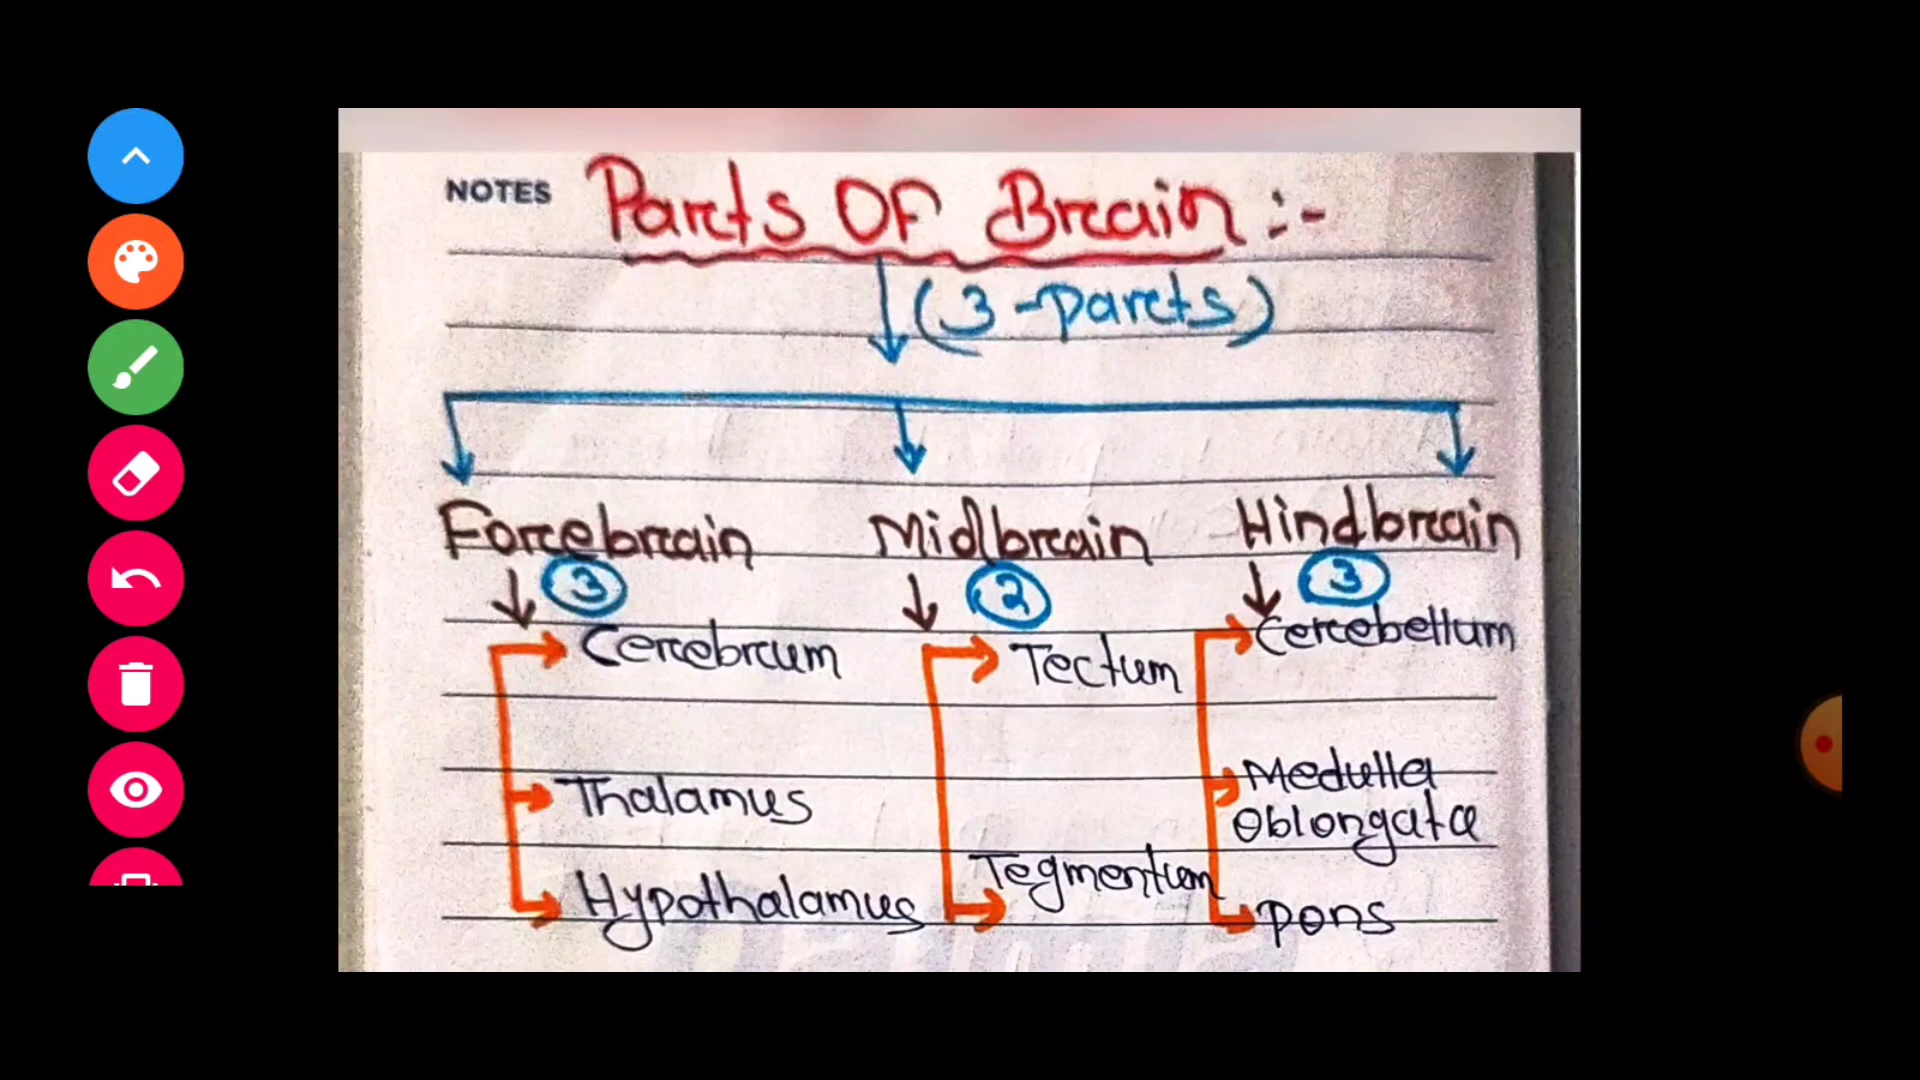 NOTES Parts OF Brain :-
(3-parts)
Forebrain Midbrain Hindbrain
3 2 3
Cerebrum Tectum Cerebellum
Thalamus Medulla
Oblongata
Hypothalamus Tegmentum Pons